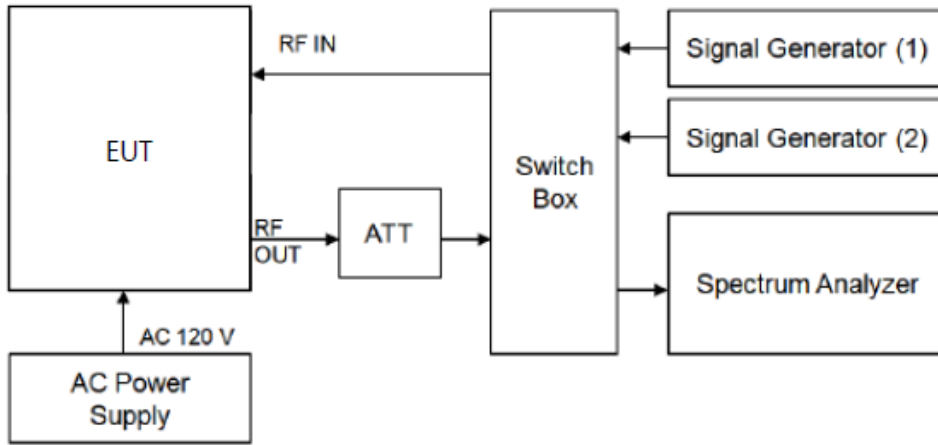 RF IN
Signal Generator (1)
EUT
Signal Generator (2)
Switch
Box
RF
OUT
ATT
Spectrum Analyzer
AC 120 V
AC Power
Supply